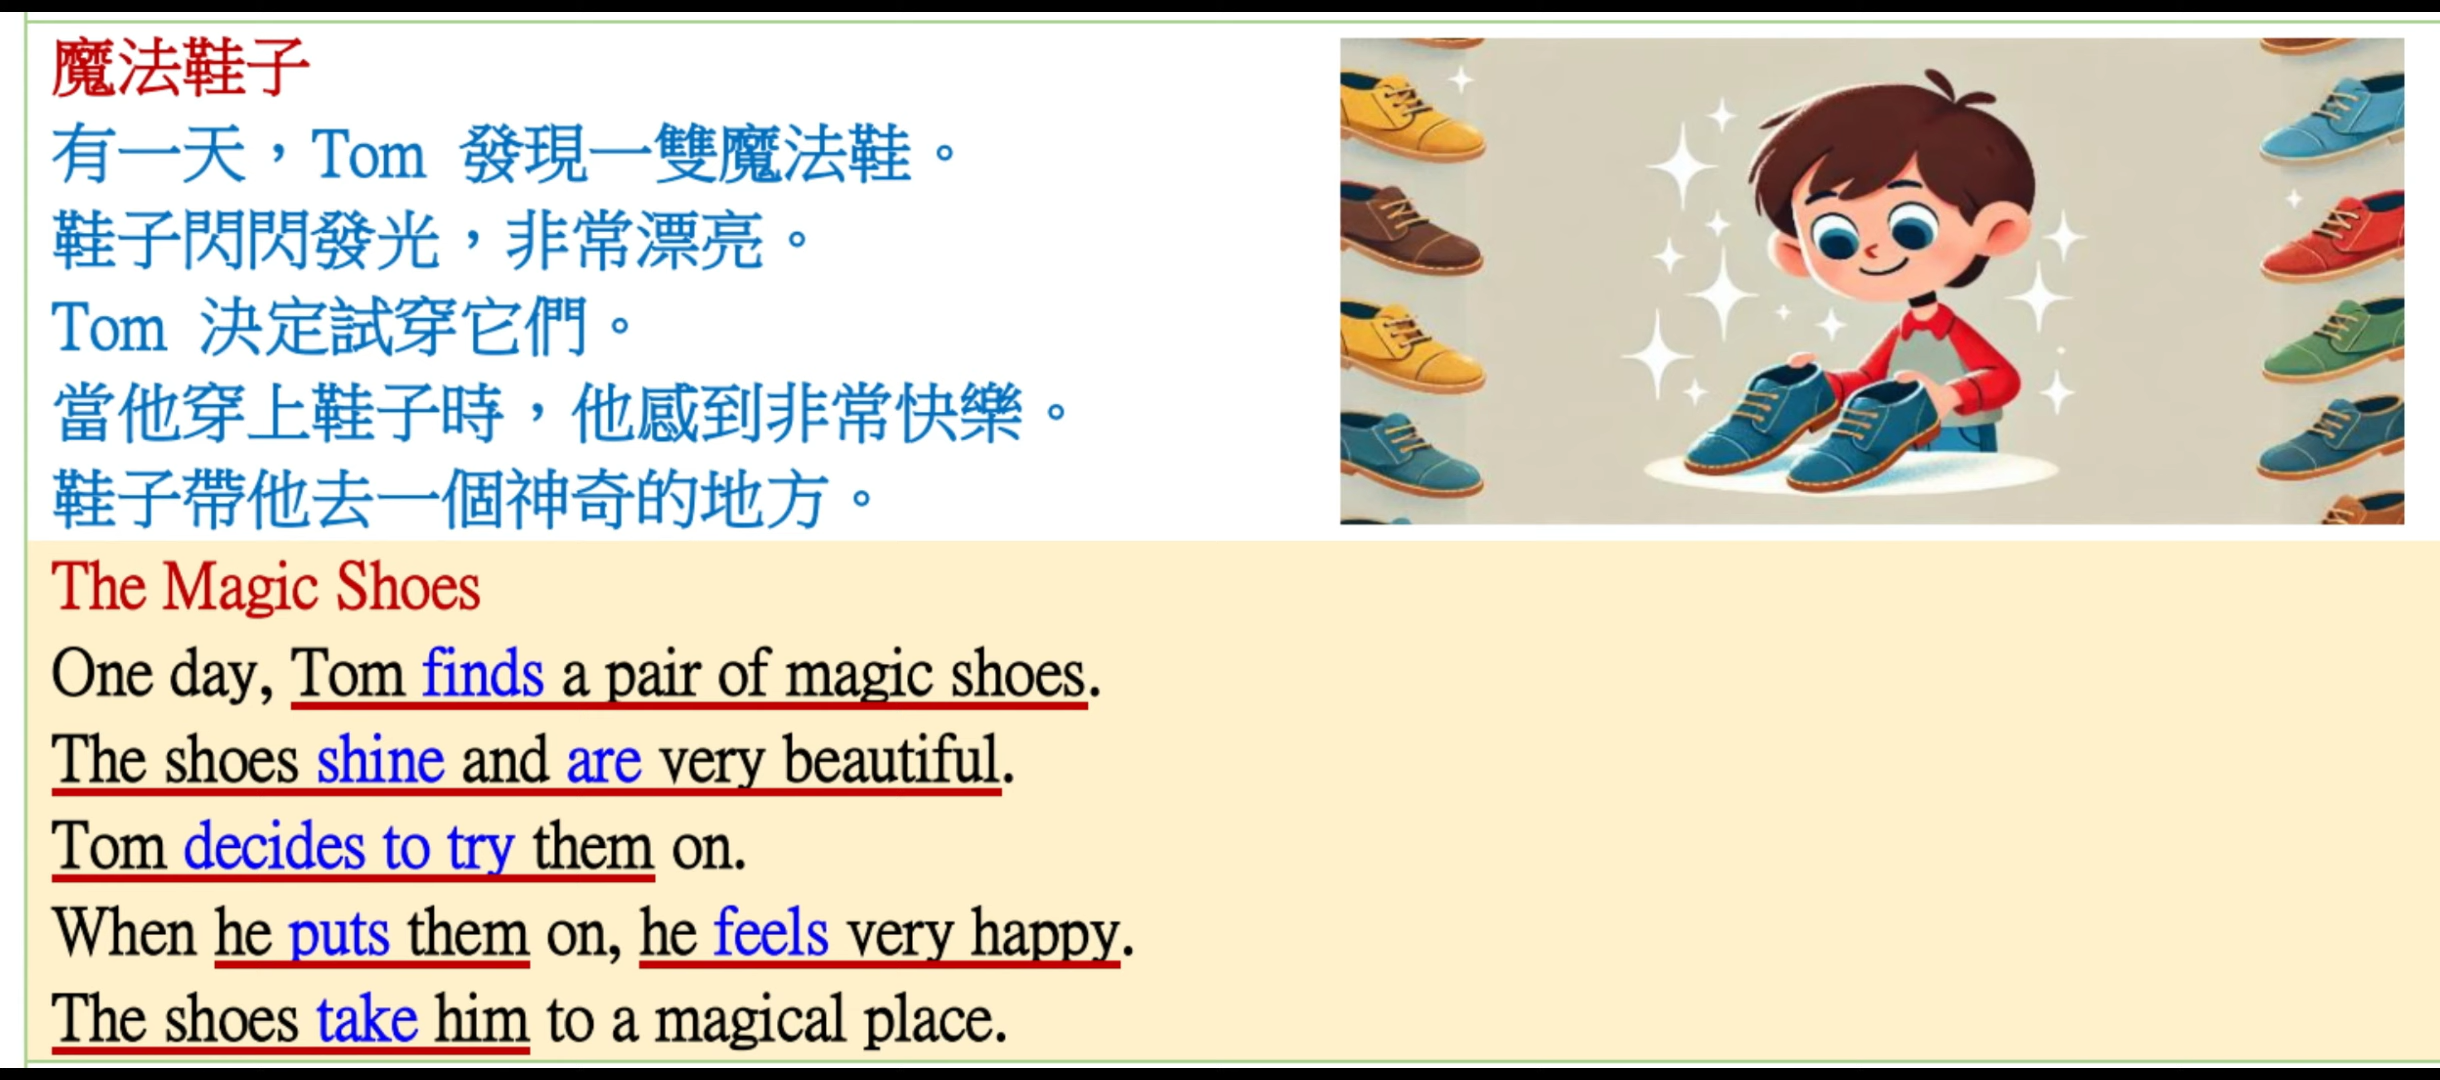 魔法鞋子
有一天，Tom 發現一雙魔法鞋。
鞋子閃閃發光，非常漂亮。
Tom 決定試穿它們。
當他穿上鞋子時，他感到非常快樂。
鞋子帶他去一個神奇的地方。
The Magic Shoes
One day, Tom finds a pair of magic shoes.
The shoes shine and are very beautiful.
Tom decides to try them on.
When he puts them on, he feels very happy.
The shoes take him to a magical place.